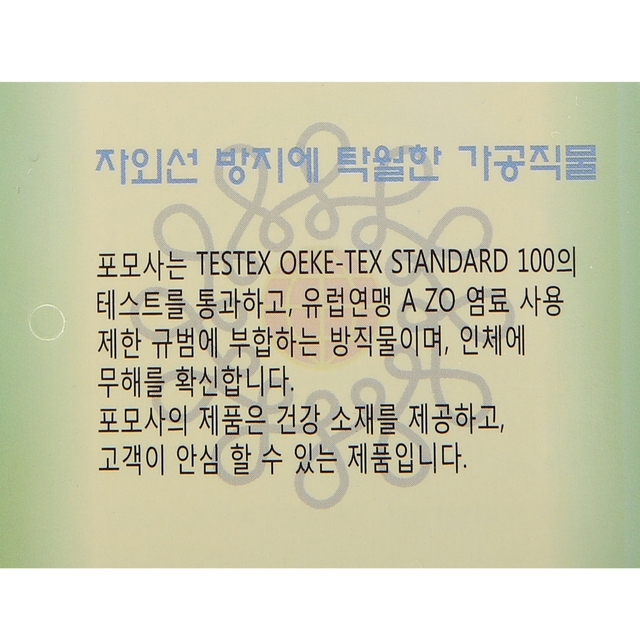 자외선 방지에 탁월한 가공직물
포모사는 TESTEX OEKE-TEX STANDARD 100의
테스트를 통과하고, 유럽연맹 A ZO 염료 사용
제한 규범에 부합하는 방직물이며, 인체에
무해를 확신합니다.
포모사의 제품은 건강 소재를 제공하고,
고객이 안심 할 수 있는 제품입니다.